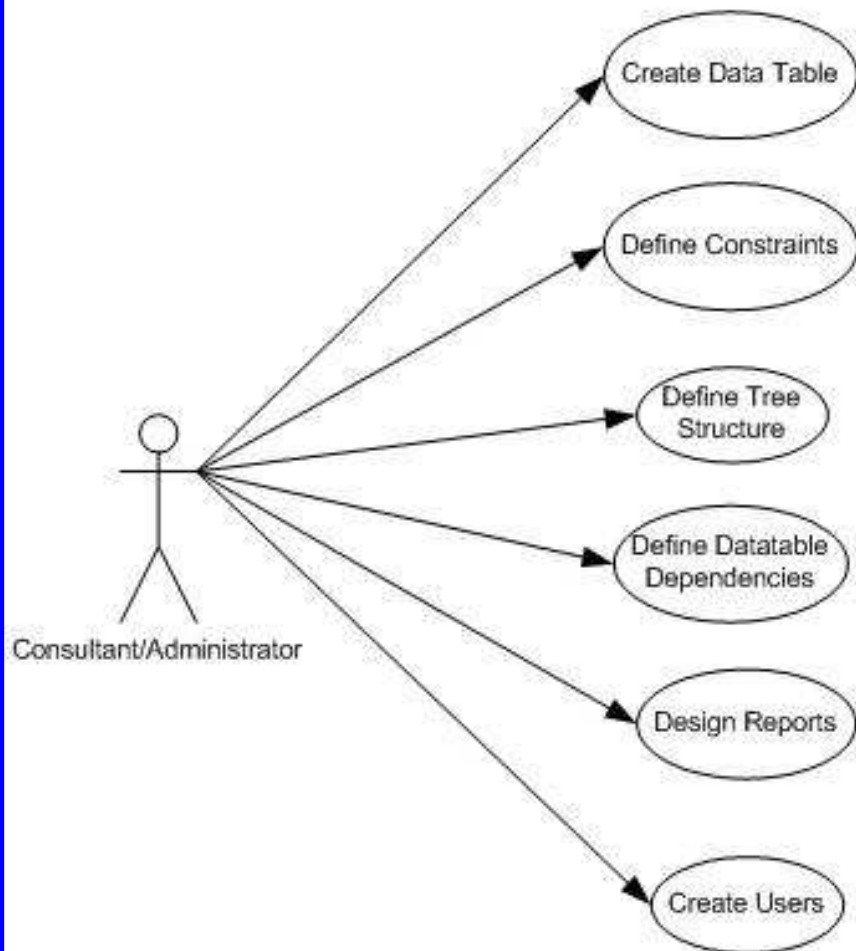 Create Data Table
Define Constraints
Define Tree
Structure
Define Datatable
Dependencies
Consultant/Administrator
Design Reports
Create Users